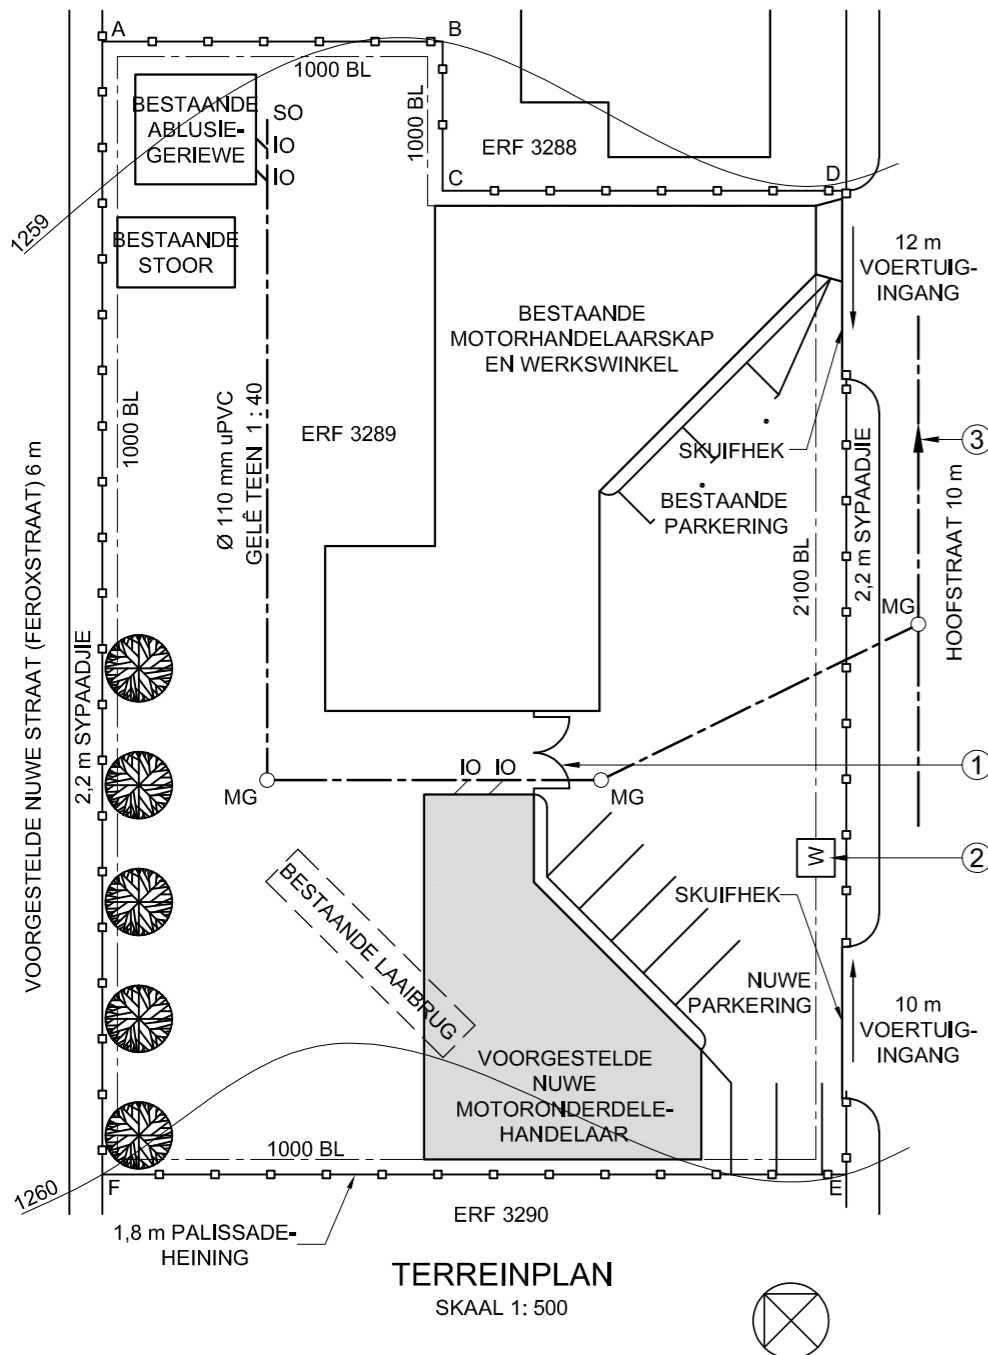 A
B
1000 BL
BESTAANDE
ABLUSIE-
GERIEWE
SO
IO
IO
1000 BL
ERF 3288
C
D
1259
BESTAANDE
STOOR
12 m
VOERTUIG-
INGANG
BESTAANDE
MOTORHANDELAARSKAP
EN WERKSWINKEL
1000 BL
ERF 3289
Ø 110 mm uPVC
GELÊ TEEN 1 : 40
SKUIFHEK
3
BESTAANDE
PARKERING
2,2 m SYPAADJIE
HOOFSTRAAT 10 m
2100 BL
MG
VOORGESTELDE NUWE STRAAT (FEROXSTRAAT) 6 m
2,2 m SYPAADJIE
IO IO
1
MG
MG
W
2
BESTAANDE LAAIBRUG
SKUIFHEK
NUWE
PARKERING
10 m
VOERTUIG-
INGANG
VOORGESTELDE
NUWE
MOTORONDERDELE-
HANDELAAR
1000 BL
1260
F
E
ERF 3290
1,8 m PALISSADE-
HEINING
TERREINPLAN
SKAAL 1: 500